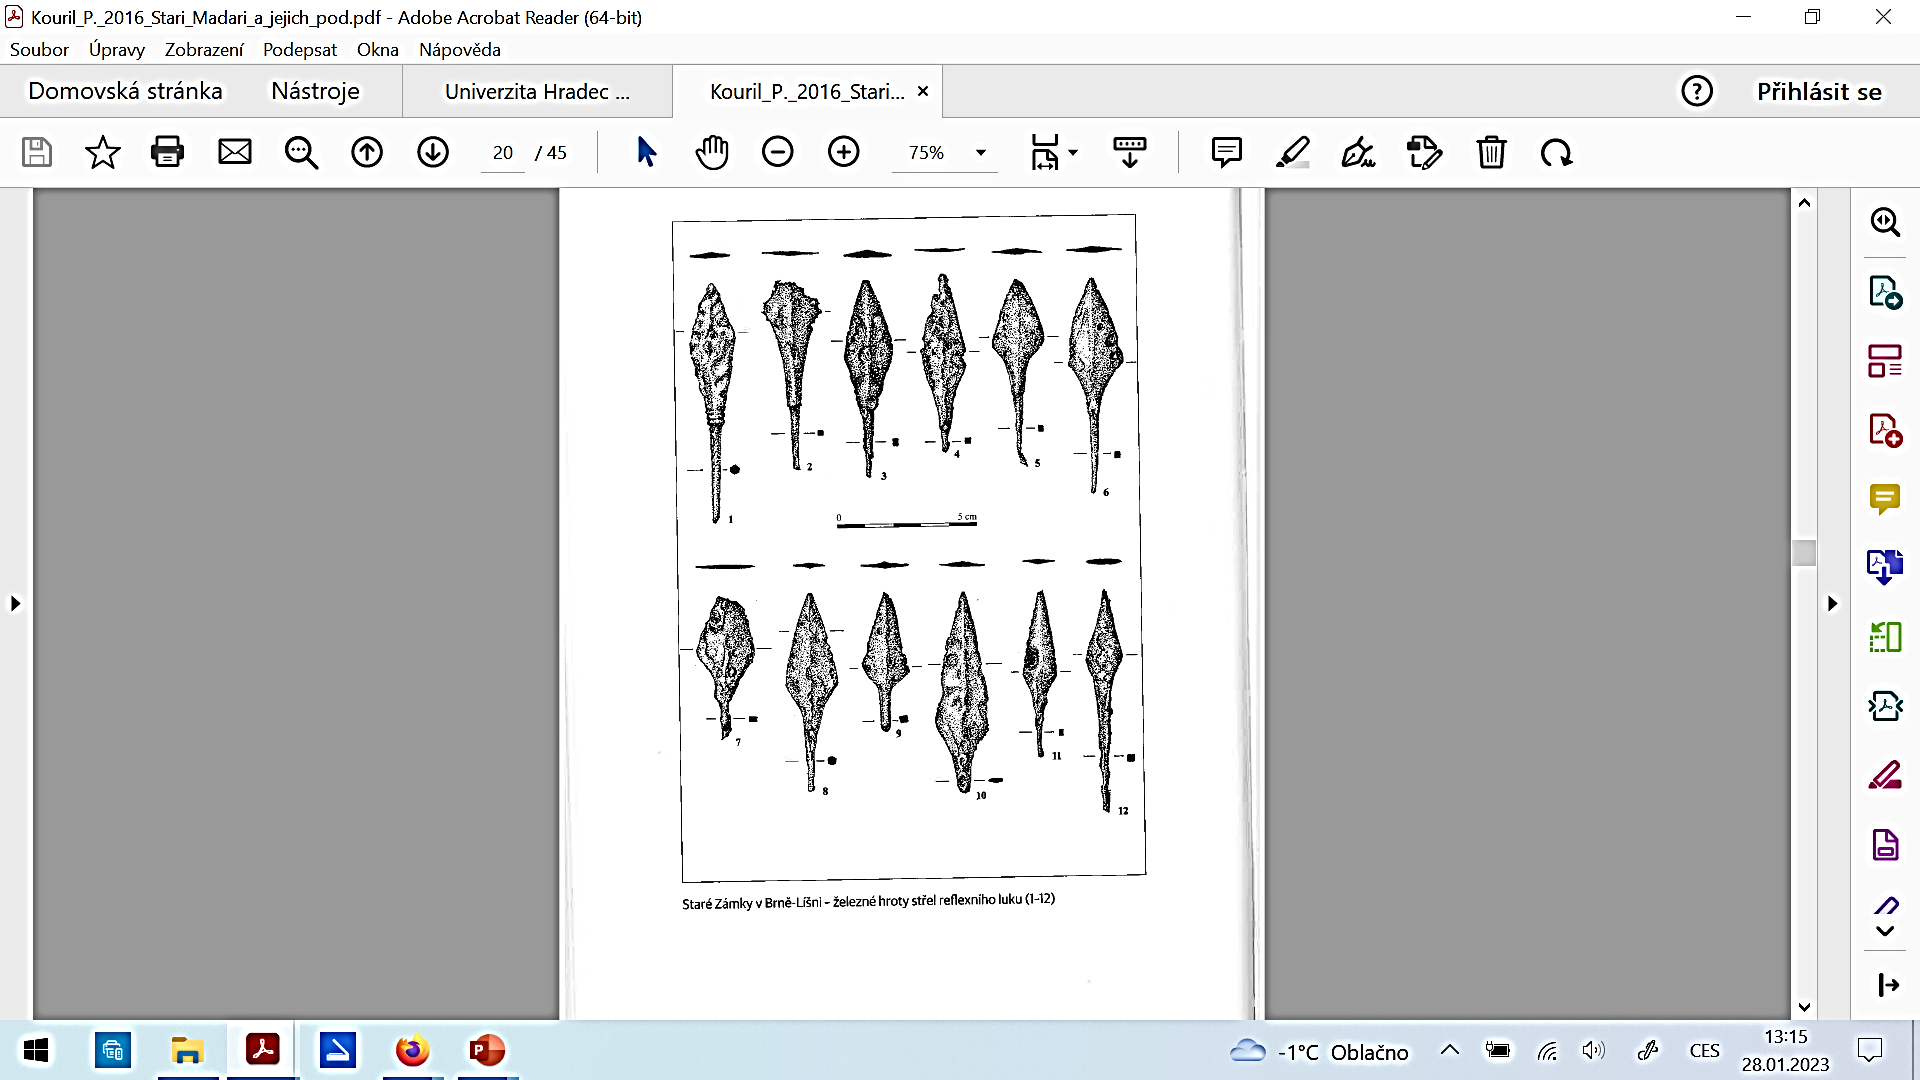 Kouril_P._2016_Stari_Madari_a_jejich_pod.pdf - Adobe Acrobat Reader (64-bit)
Soubor Úpravy Zobrazení Podepsat Okna Nápověda
Domovská stránka Nástroje Univerzita Hradec ... Kouril_P._2016_Stari... × ? Přihlásit se
20 / 45 75%
1 2 3 4 5 6
0 5 cm
7 8 9 10 11 12
Staré Zámky v Brně-Líšni – železné hroty střel reflexního luku (1-12)
-1°C Oblačno CES 13:15
28.01.2023